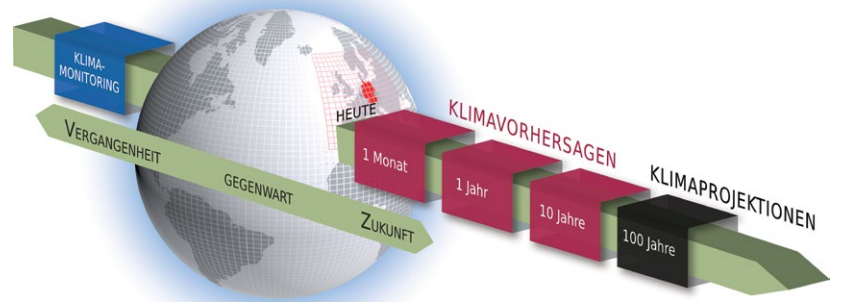 KLIMA-
MONITORING
VERGANGENHEIT
GEGENWART
ZUKUNFT
HEUTE
KLIMAVORHERSAGEN
1 Monat
1 Jahr
10 Jahre
KLIMAPROJEKTIONEN
100 Jahre